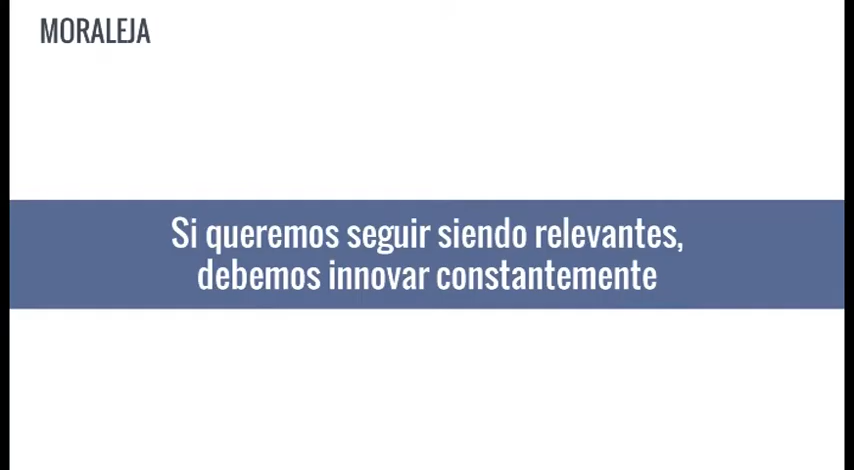 MORALEJA
Si queremos seguir siendo relevantes,
debemos innovar constantemente